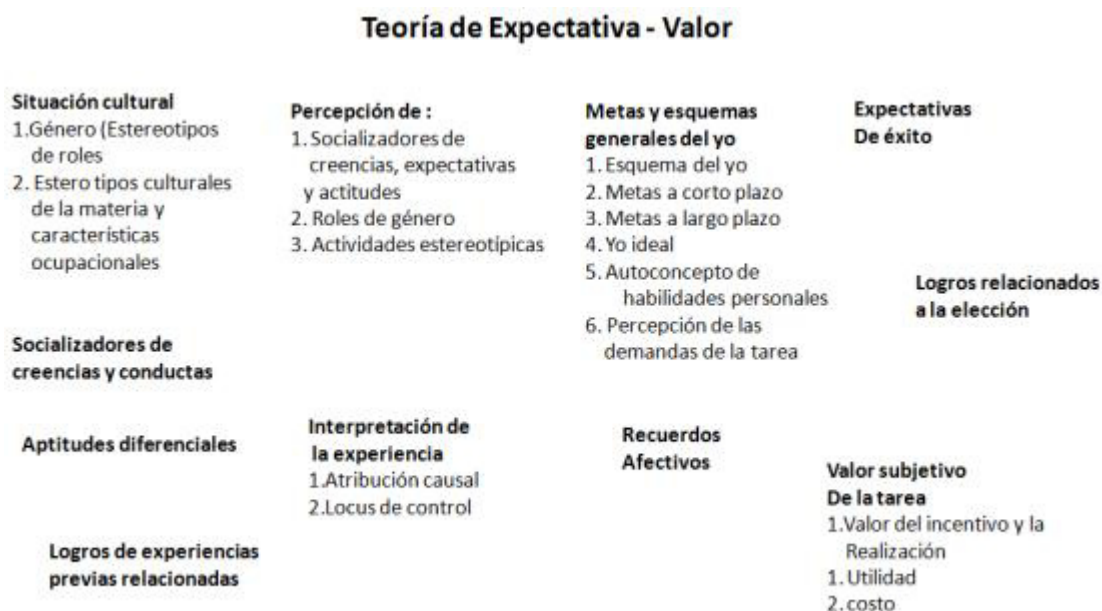 Teoría de Expectativa - Valor
Situación cultural
1.Género (Estereotipos
de roles
2. Estero tipos culturales
de la materia y
características
ocupacionales
Socializadores de
creencias y conductas
Aptitudes diferenciales
Logros de experiencias
previas relacionadas
Percepción de :
1. Socializadores de
creencias, expectativas
y actitudes
2. Roles de género
3. Actividades estereotípicas
Interpretación de
la experiencia
1.Atribución causal
2.Locus de control
Metas y esquemas
generales del yo
1. Esquema del yo
2. Metas a corto plazo
3. Metas a largo plazo
4. Yo ideal
5. Autoconcepto de
habilidades personales
6. Percepción de las
demandas de la tarea
Recuerdos
Afectivos
Expectativas
De éxito
Logros relacionados
a la elección
Valor subjetivo
De la tarea
1.Valor del incentivo y la
Realización
1. Utilidad
2. costo